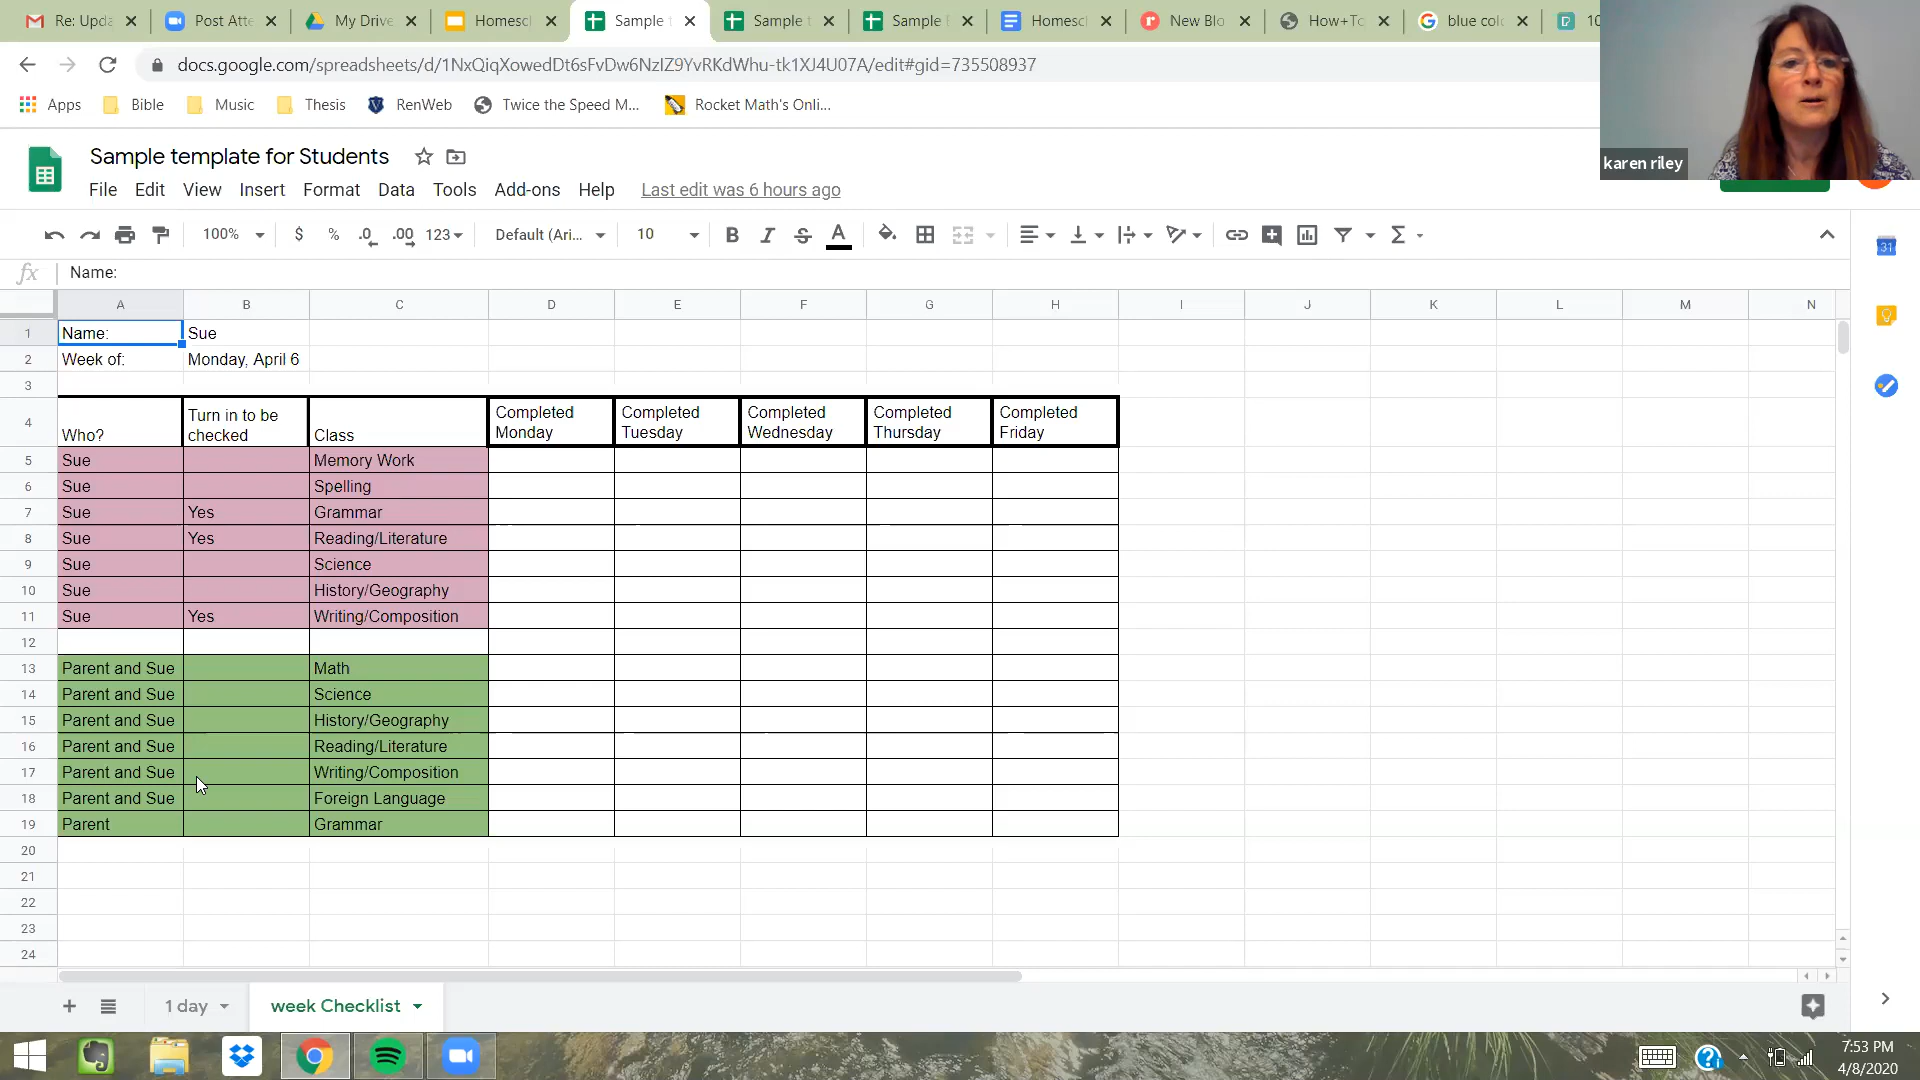 Re: Upda
Post Atte
My Drive
Homesch
Sample t
Sample t
Sample E
Homesch
New Blo
How+To
blue colo
10
docs.google.com/spreadsheets/d/1NxQiqXowedDt6sFvDw6NzIZ9YvRKdWhu-tk1XJ4U07A/edit#gid=735508937
Apps
Bible
Music
Thesis
RenWeb
Twice the Speed M...
Rocket Math's Onli...
karen riley
Sample template for Students
File Edit View Insert Format Data Tools Add-ons Help Last edit was 6 hours ago
100% $ % .0 .00 123 Default (Ari... 10 B I S A
31
fx Name:
A B C D E F G H I J K L M N
1 Name: Sue
2 Week of: Monday, April 6
3
4 Who? Turn in to be checked Class Completed Monday Completed Tuesday Completed Wednesday Completed Thursday Completed Friday
5 Sue Memory Work
6 Sue Spelling
7 Sue Yes Grammar
8 Sue Yes Reading/Literature
9 Sue Science
10 Sue History/Geography
11 Sue Yes Writing/Composition
12
13 Parent and Sue Math
14 Parent and Sue Science
15 Parent and Sue History/Geography
16 Parent and Sue Reading/Literature
17 Parent and Sue Writing/Composition
18 Parent and Sue Foreign Language
19 Parent Grammar
20
21
22
23
24
1 day week Checklist
7:53 PM
4/8/2020